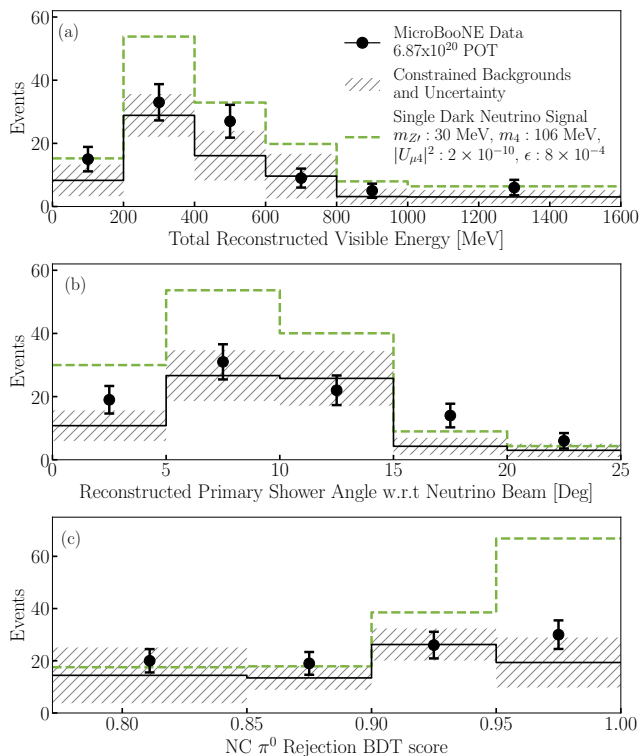 (a)
MicroBooNE Data
6.87x10²⁰ POT
Constrained Backgrounds
and Uncertainty
Single Dark Neutrino Signal
m_Z′ : 30 MeV, m_4 : 106 MeV,
|U_μ4|² : 2 × 10⁻¹⁰, ϵ : 8 × 10⁻⁴
Events
60
40
20
0
0 200 400 600 800 1000 1200 1400 1600
Total Reconstructed Visible Energy [MeV]
(b)
Events
60
40
20
0
0 5 10 15 20 25
Reconstructed Primary Shower Angle w.r.t Neutrino Beam [Deg]
(c)
Events
60
40
20
0
0.80 0.85 0.90 0.95 1.00
NC π⁰ Rejection BDT score